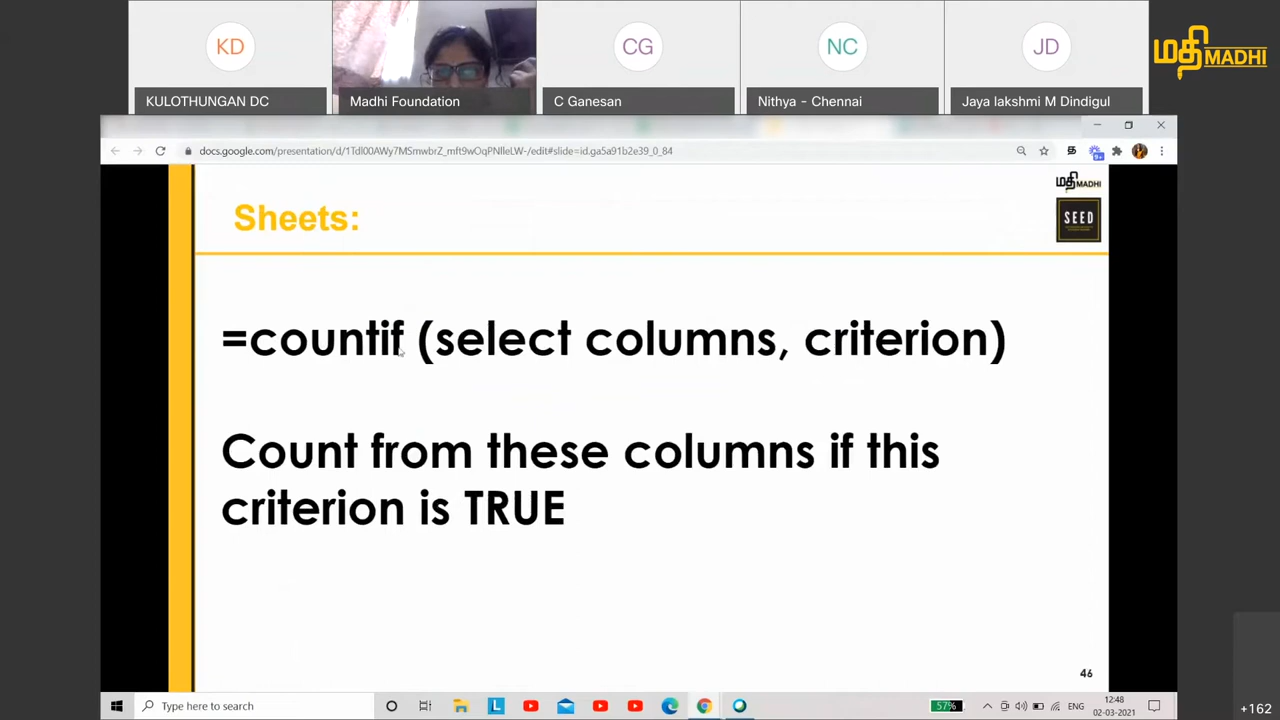 KD
KULOTHUNGAN DC
Madhi Foundation
CG
C Ganesan
NC
Nithya - Chennai
JD
Jaya lakshmi M Dindigul
மதி MADHI
docs.google.com/presentation/d/1Tdl00AWy7MSmwbrZ_mft9wOqPNlleLW-/edit#slide=id.ga5a91b2e39_0_84
த
9+
மதி MADHI
SEED
Sheets:
=countif (select columns, criterion)
Count from these columns if this
criterion is TRUE
46
Type here to search
L
57%
ENG
12:48
02-03-2021
+162